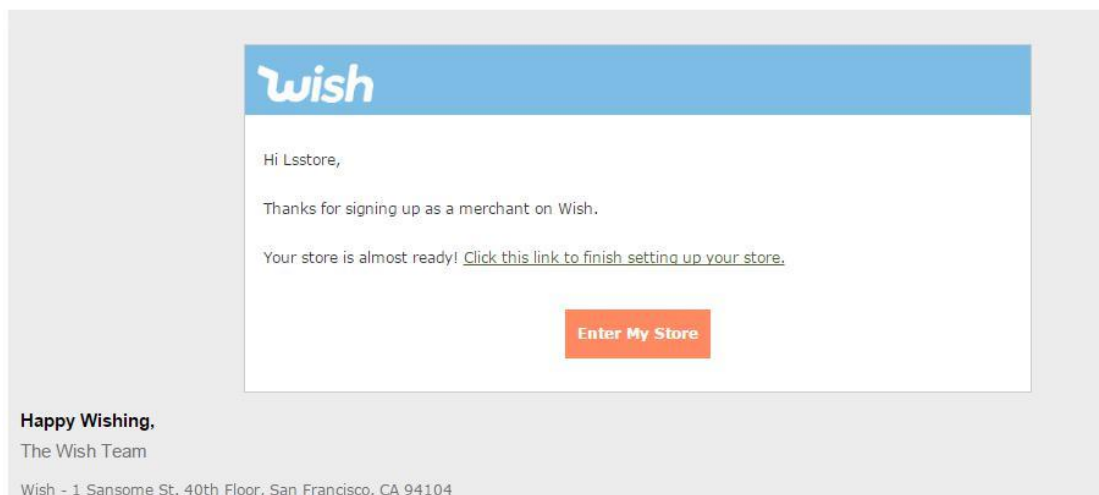 wish
Hi Lsstore,
Thanks for signing up as a merchant on Wish.
Your store is almost ready! Click this link to finish setting up your store.
Enter My Store
Happy Wishing,
The Wish Team
Wish - 1 Sansome St, 40th Floor, San Francisco, CA 94104